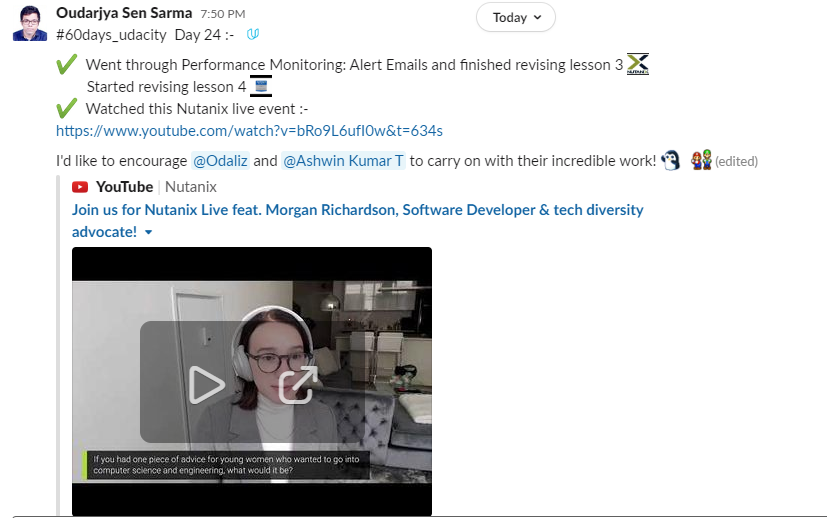 Oudarjya Sen Sarma 7:50 PM
Today
#60days_udacity Day 24 :-
Went through Performance Monitoring: Alert Emails and finished revising lesson 3 NUTANIX
Started revising lesson 4
Watched this Nutanix live event :-
https://www.youtube.com/watch?v=bRo9L6ufI0w&t=634s
I'd like to encourage @Odaliz and @Ashwin Kumar T to carry on with their incredible work! (edited)
YouTube | Nutanix
Join us for Nutanix Live feat. Morgan Richardson, Software Developer & tech diversity
advocate!
If you had one piece of advice for young women who wanted to go into
computer science and engineering, what would it be?